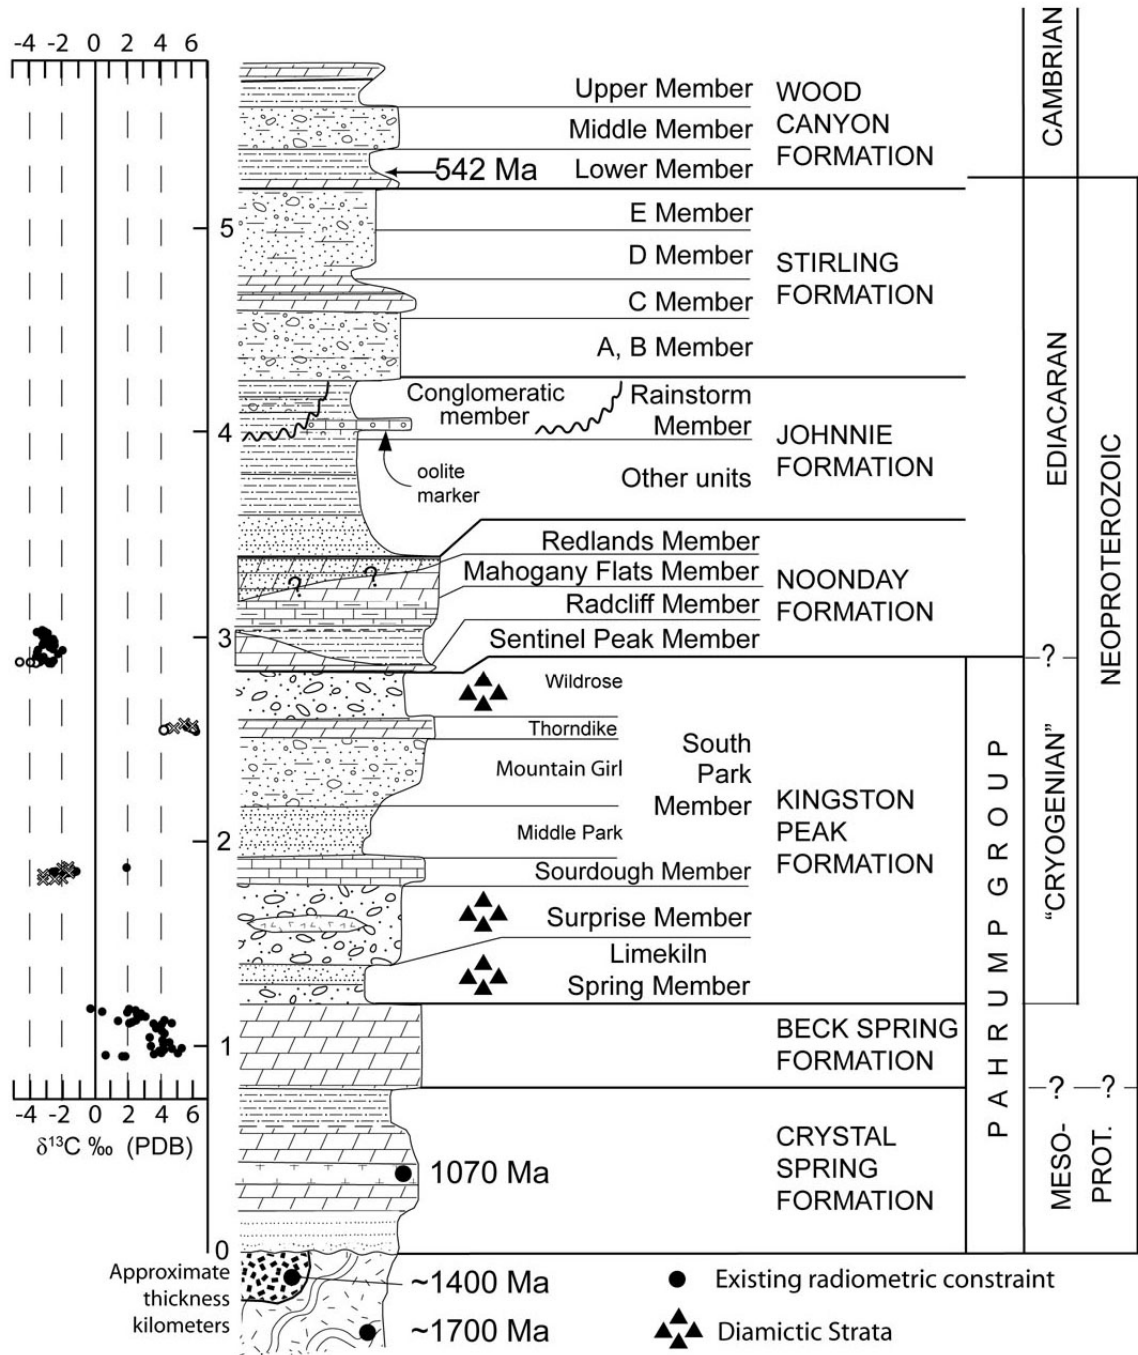 -4 -2 0 2 4 6
Upper Member
WOOD
CANYON
FORMATION
Middle Member
542 Ma
Lower Member
CAMBRIAN
5
E Member
D Member
STIRLING
FORMATION
C Member
A, B Member
Conglomeratic
member
Rainstorm
Member
4
JOHNNIE
FORMATION
oolite
marker
Other units
EDIACARAN
NEOPROTEROZOIC
Redlands Member
Mahogany Flats Member
NOONDAY
FORMATION
? ?
Radcliff Member
3
Sentinel Peak Member
?
Wildrose
Thorndike
Mountain Girl
South
Park
Member
KINGSTON
PEAK
FORMATION
Middle Park
2
Sourdough Member
Surprise Member
Limekiln
Spring Member
"CRYOGENIAN"
PAHRUMP GROUP
1
BECK SPRING
FORMATION
? ?
-4 -2 0 2 4 6
δ¹³C ‰ (PDB)
CRYSTAL
SPRING
FORMATION
1070 Ma
MESO-
PROT.
0
Approximate
thickness
kilometers
~1400 Ma
~1700 Ma
Existing radiometric constraint
Diamictic Strata